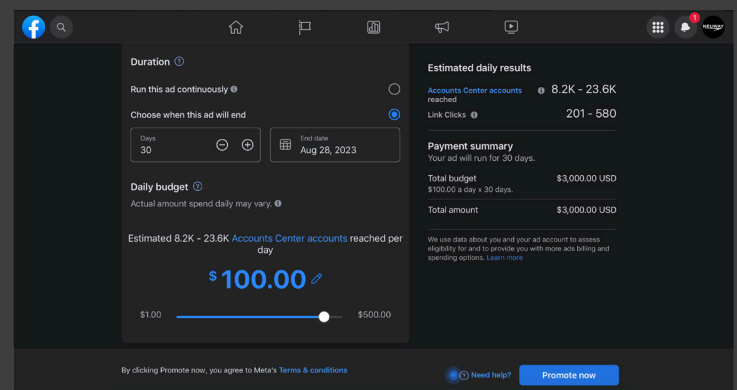 1
NEUWAY
Duration
Run this ad continuously
Choose when this ad will end
Days
30
End date
Aug 28, 2023
Daily budget
Actual amount spend daily may vary.
Estimated 8.2K - 23.6K Accounts Center accounts reached per
day
$100.00
$1.00
$500.00
Estimated daily results
Accounts Center accounts
reached
8.2K - 23.6K
Link Clicks
201 - 580
Payment summary
Your ad will run for 30 days.
Total budget
$3,000.00 USD
$100.00 a day x 30 days.
Total amount
$3,000.00 USD
We use data about you and your ad account to assess
eligibility for and to provide you with more ads billing and
spending options. Learn more
By clicking Promote now, you agree to Meta's Terms & conditions
Need help?
Promote now